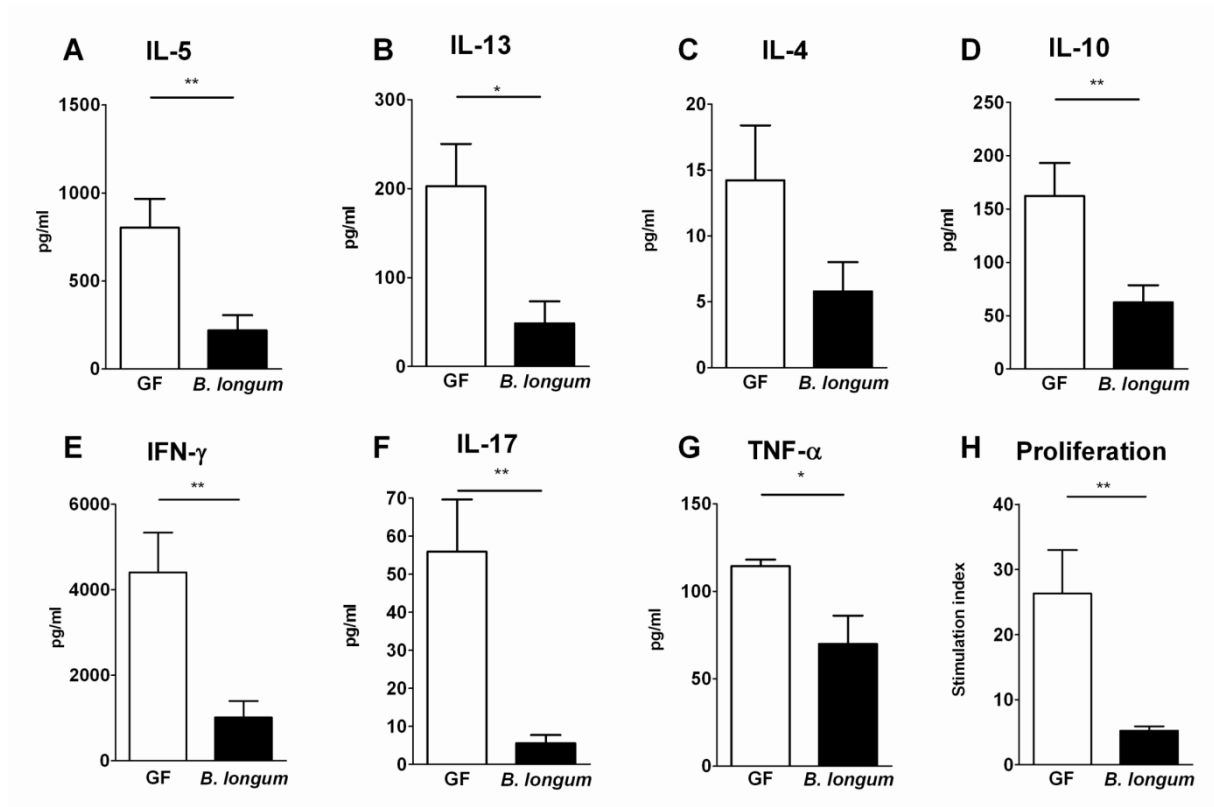 A IL-5
**
1500
1000
500
0
pg/ml
GF B. longum
B IL-13
*
300
200
100
0
pg/ml
GF B. longum
C IL-4
20
15
10
5
0
pg/ml
GF B. longum
D IL-10
**
250
200
150
100
50
0
pg/ml
GF B. longum
E IFN-γ
**
6000
4000
2000
0
pg/ml
GF B. longum
F IL-17
**
70
60
50
40
30
20
10
0
pg/ml
GF B. longum
G TNF-α
*
150
100
50
0
pg/ml
GF B. longum
H Proliferation
**
40
30
20
10
0
Stimulation index
GF B. longum